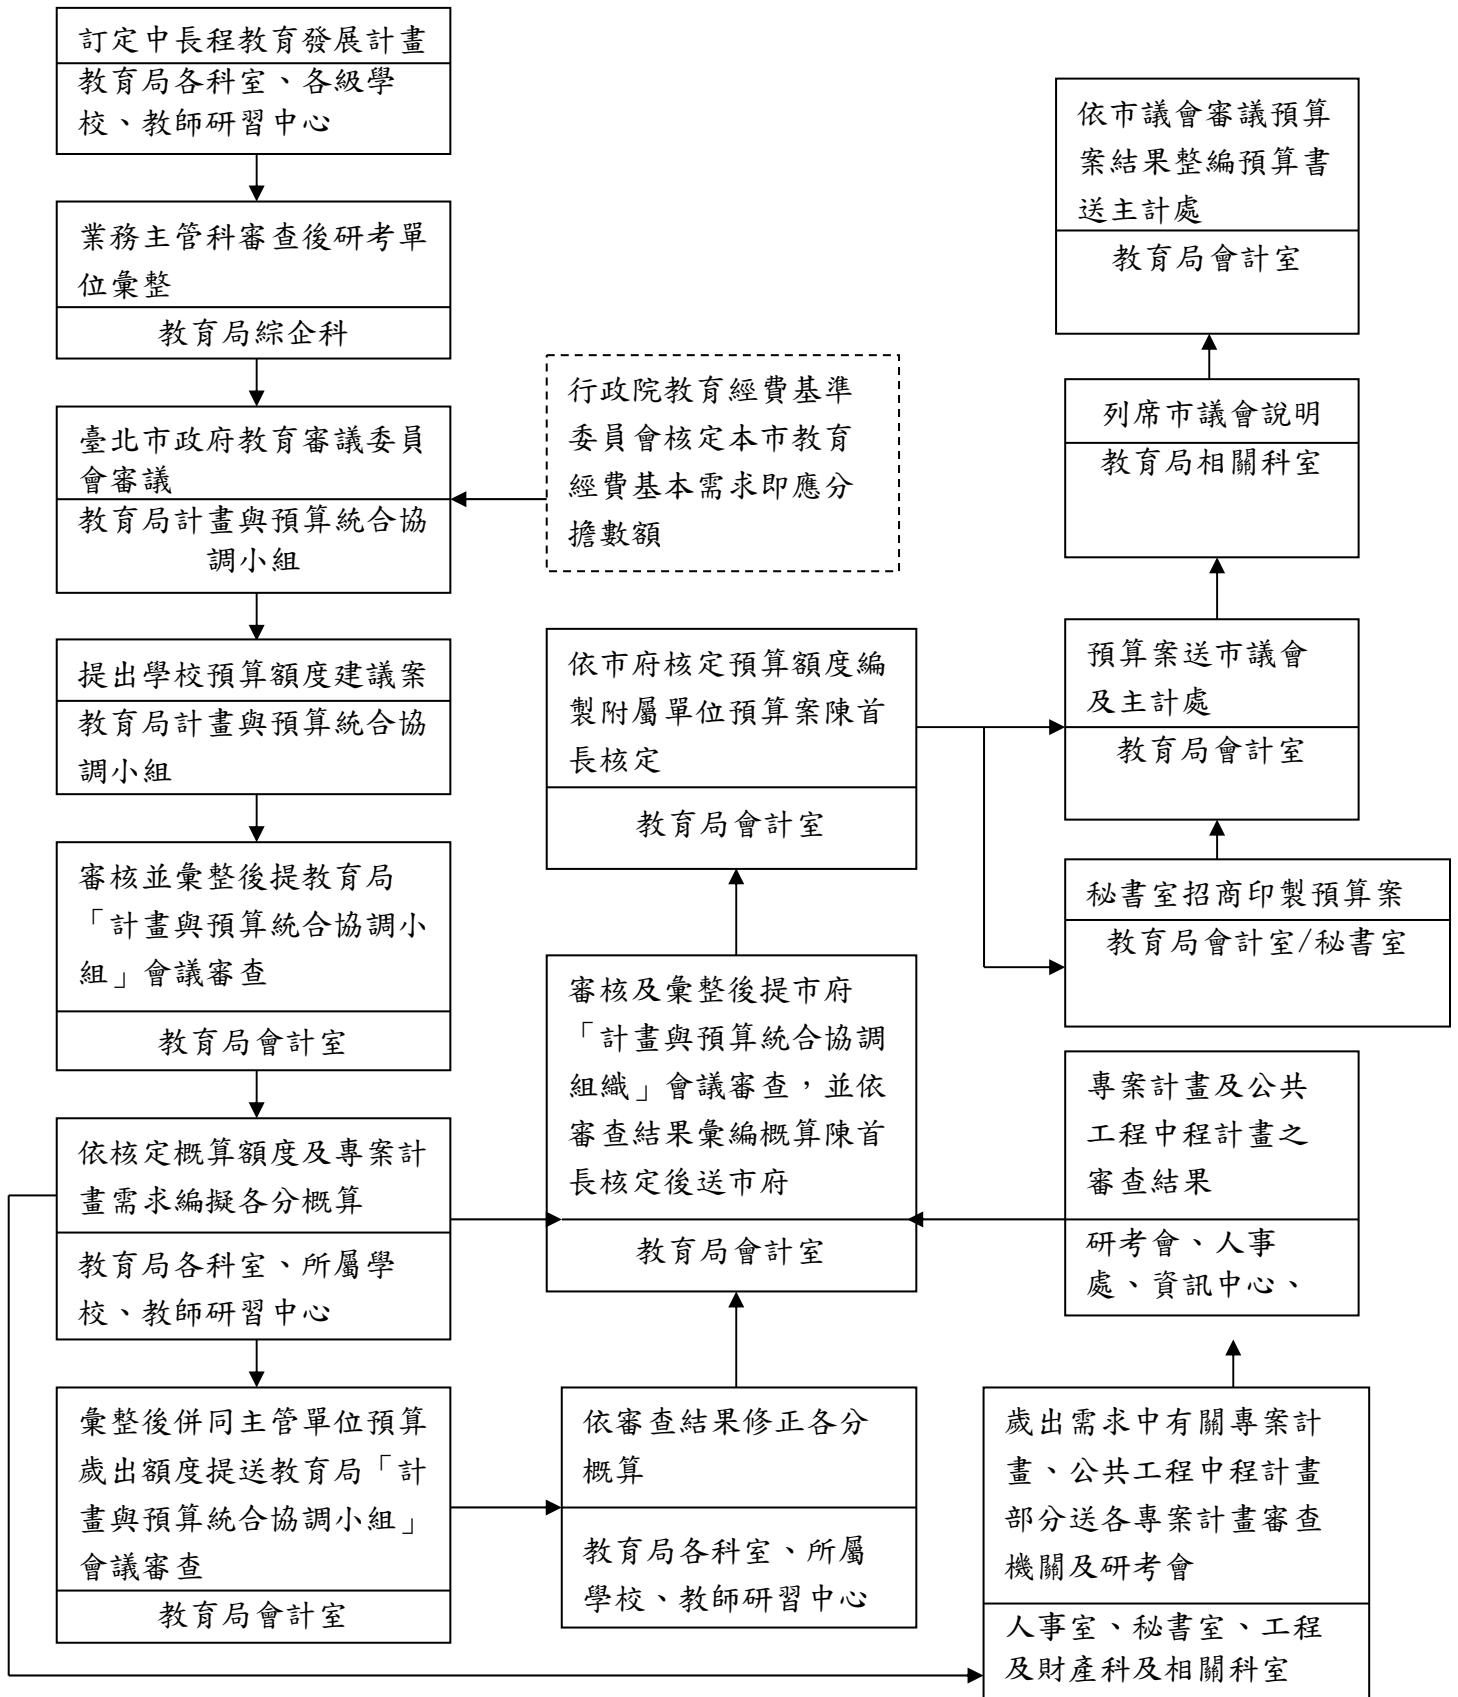 訂定中長程教育發展計畫
教育局各科室、各級學
校、教師研習中心
業務主管科審查後研考單
位彙整
教育局綜企科
臺北市政府教育審議委員
會審議
教育局計畫與預算統合協
調小組
行政院教育經費基準
委員會核定本市教育
經費基本需求即應分
擔數額
提出學校預算額度建議案
教育局計畫與預算統合協
調小組
審核並彙整後提教育局
「計畫與預算統合協調小
組」會議審查
教育局會計室
依核定概算額度及專案計
畫需求編擬各分概算
教育局各科室、所屬學
校、教師研習中心
彙整後併同主管單位預算
歲出額度提送教育局「計
畫與預算統合協調小組」
會議審查
教育局會計室
依審查結果修正各分
概算
教育局各科室、所屬
學校、教師研習中心
歲出需求中有關專案計
畫、公共工程中程計畫
部分送各專案計畫審查
機關及研考會
人事室、秘書室、工程
及財產科及相關科室
專案計畫及公共
工程中程計畫之
審查結果
研考會、人事
處、資訊中心、
審核及彙整後提市府
「計畫與預算統合協調
組織」會議審查，並依
審查結果彙編概算陳首
長核定後送市府
教育局會計室
依市府核定預算額度編
製附屬單位預算案陳首
長核定
教育局會計室
秘書室招商印製預算案
教育局會計室/秘書室
預算案送市議會
及主計處
教育局會計室
列席市議會說明
教育局相關科室
依市議會審議預算
案結果整編預算書
送主計處
教育局會計室